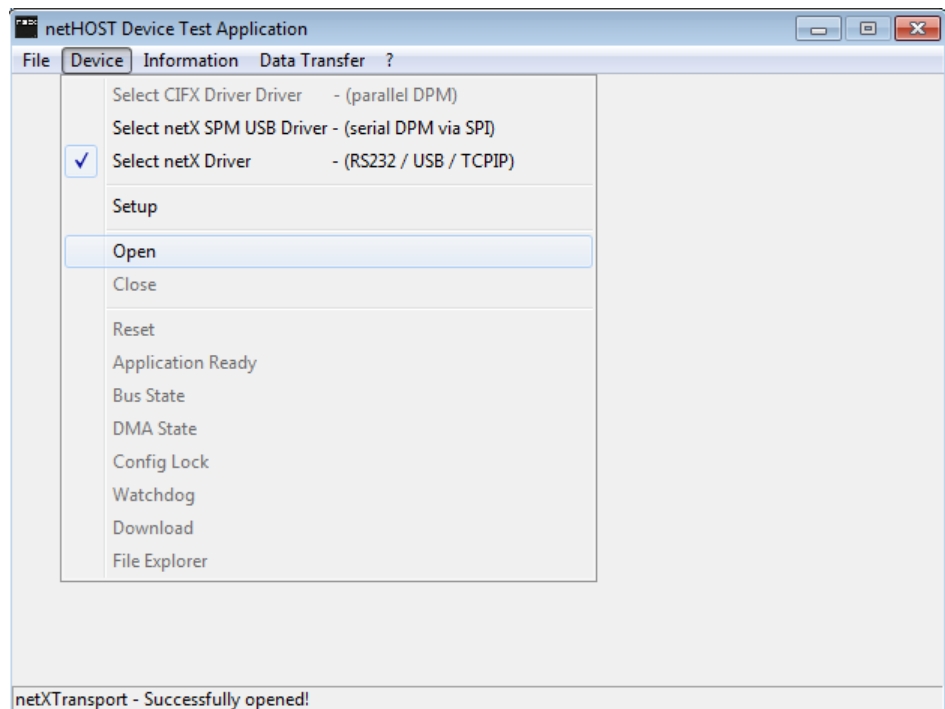 netHOST Device Test Application
File Device Information Data Transfer ?
Select CIFX Driver Driver - (parallel DPM)
Select netX SPM USB Driver - (serial DPM via SPI)
Select netX Driver - (RS232 / USB / TCPIP)
Setup
Open
Close
Reset
Application Ready
Bus State
DMA State
Config Lock
Watchdog
Download
File Explorer
netXTransport - Successfully opened!